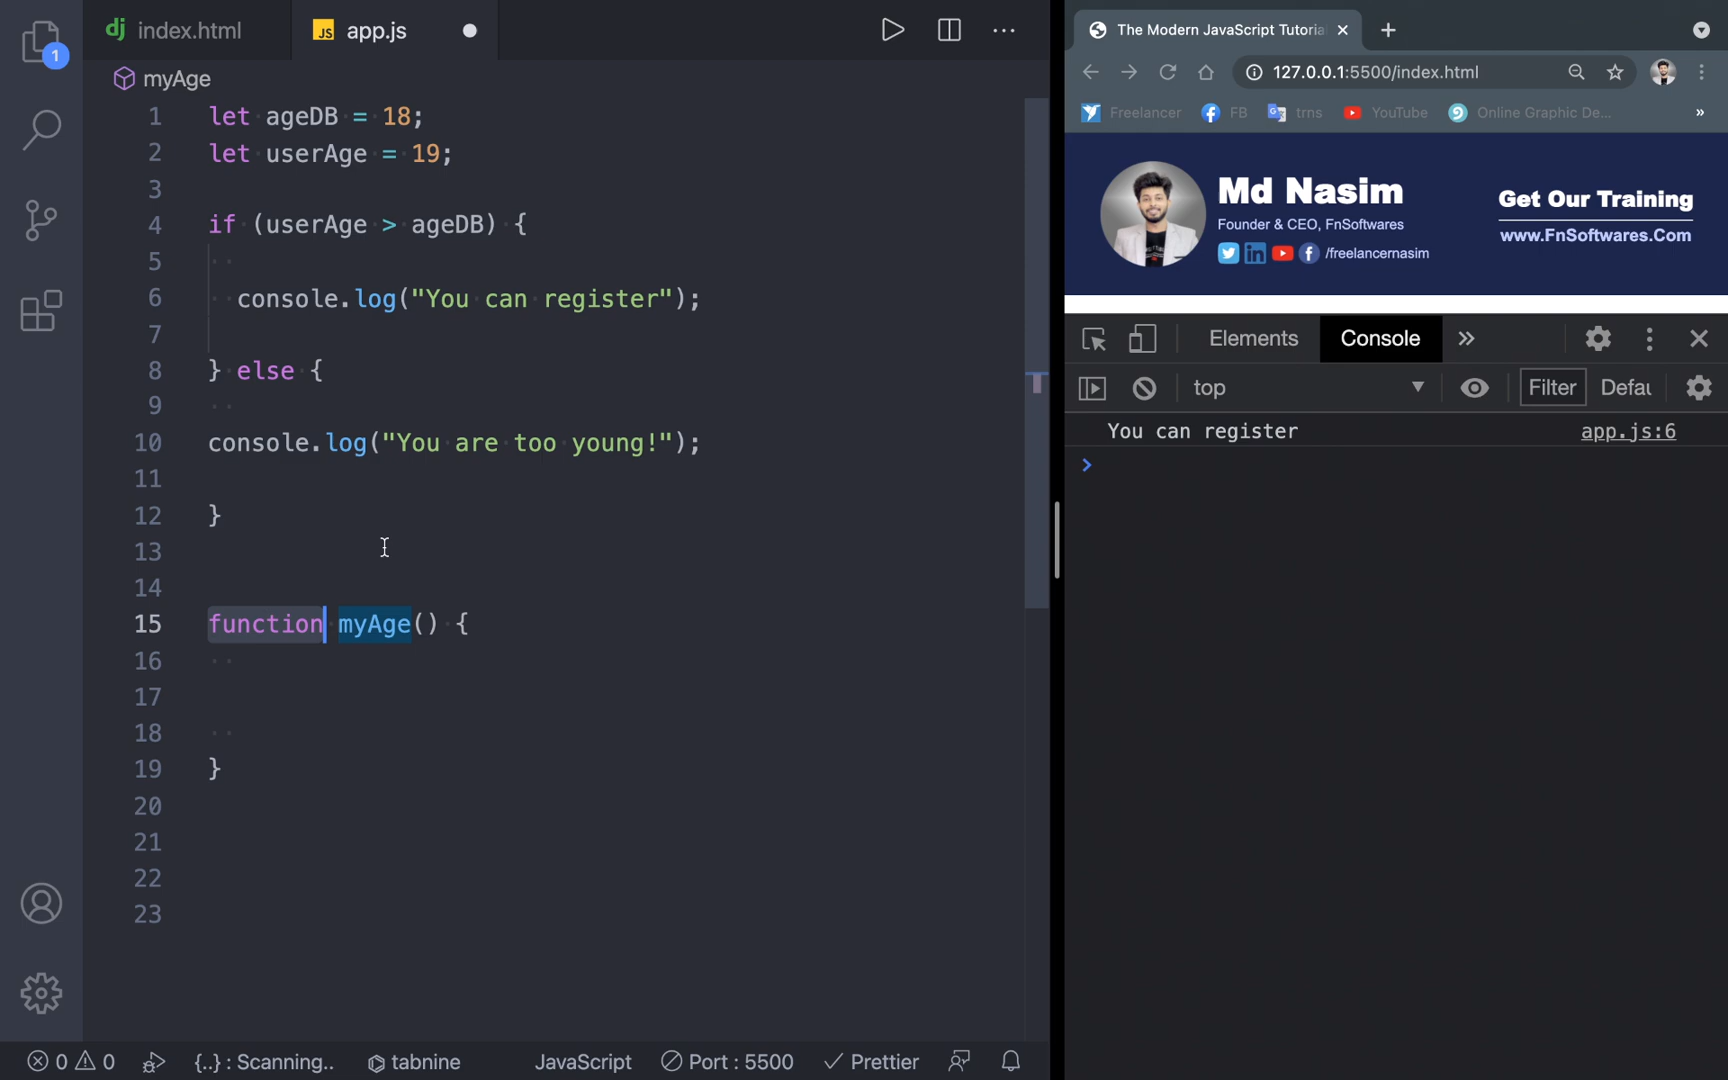 index.html
JS app.js
myAge
1 let ageDB = 18;
2 let userAge = 19;
3
4 if (userAge > ageDB) {
5
6 console.log("You can register");
7
8 } else {
9
10 console.log("You are too young!");
11
12 }
13
14
15 function myAge() {
16
17
18
19 }
20
21
22
23
1
0 0 {..} : Scanning.. tabnine JavaScript Port : 5500 Prettier
The Modern JavaScript Tutoria
127.0.0.1:5500/index.html
Freelancer FB trns YouTube Online Graphic De... »
Md Nasim
Founder & CEO, FnSoftwares
/freelancernasim
Get Our Training
www.FnSoftwares.Com
Elements Console
top Filter Defau
You can register app.js:6